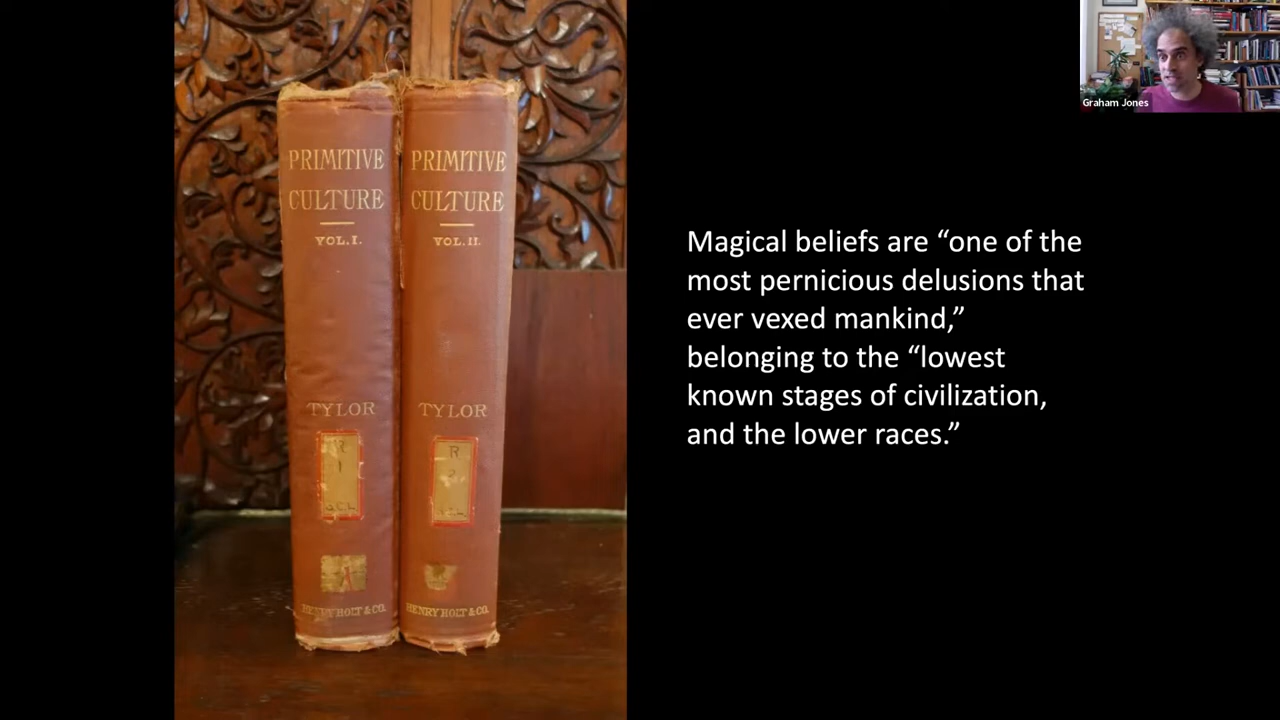 PRIMITIVE
CULTURE
VOL.I.
TYLOR
R
1
HENRY HOLT & CO.
PRIMITIVE
CULTURE
VOL.II.
TYLOR
R
2
HENRY HOLT & CO.
Graham Jones
Magical beliefs are “one of the
most pernicious delusions that
ever vexed mankind,”
belonging to the “lowest
known stages of civilization,
and the lower races.”